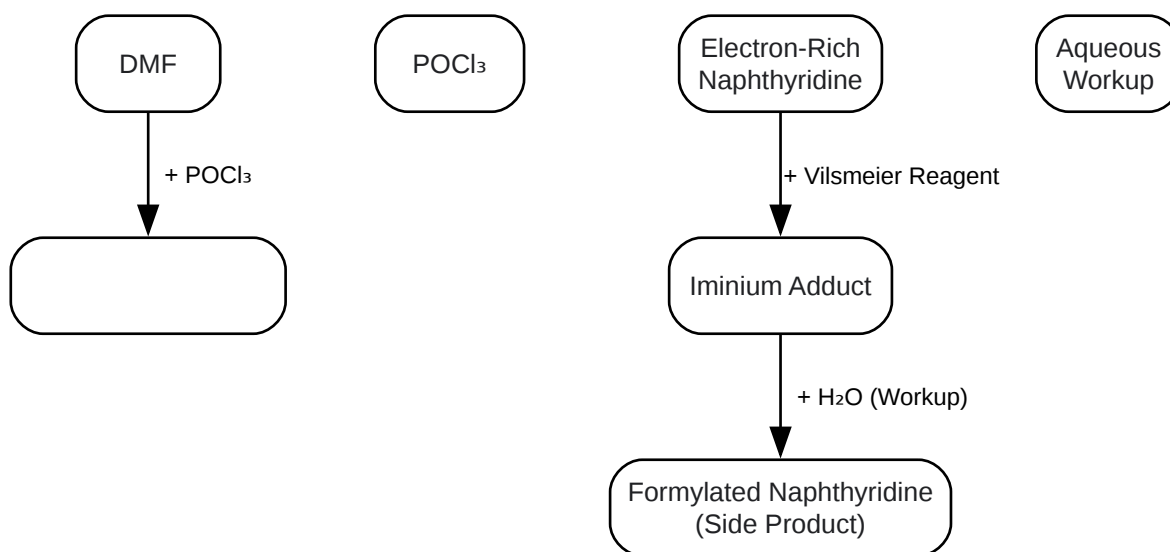 DMF
POCl₃
Electron-Rich
Naphthyridine
Aqueous
Workup
+ POCl₃
+ Vilsmeier Reagent
Iminium Adduct
+ H₂O (Workup)
Formylated Naphthyridine
(Side Product)